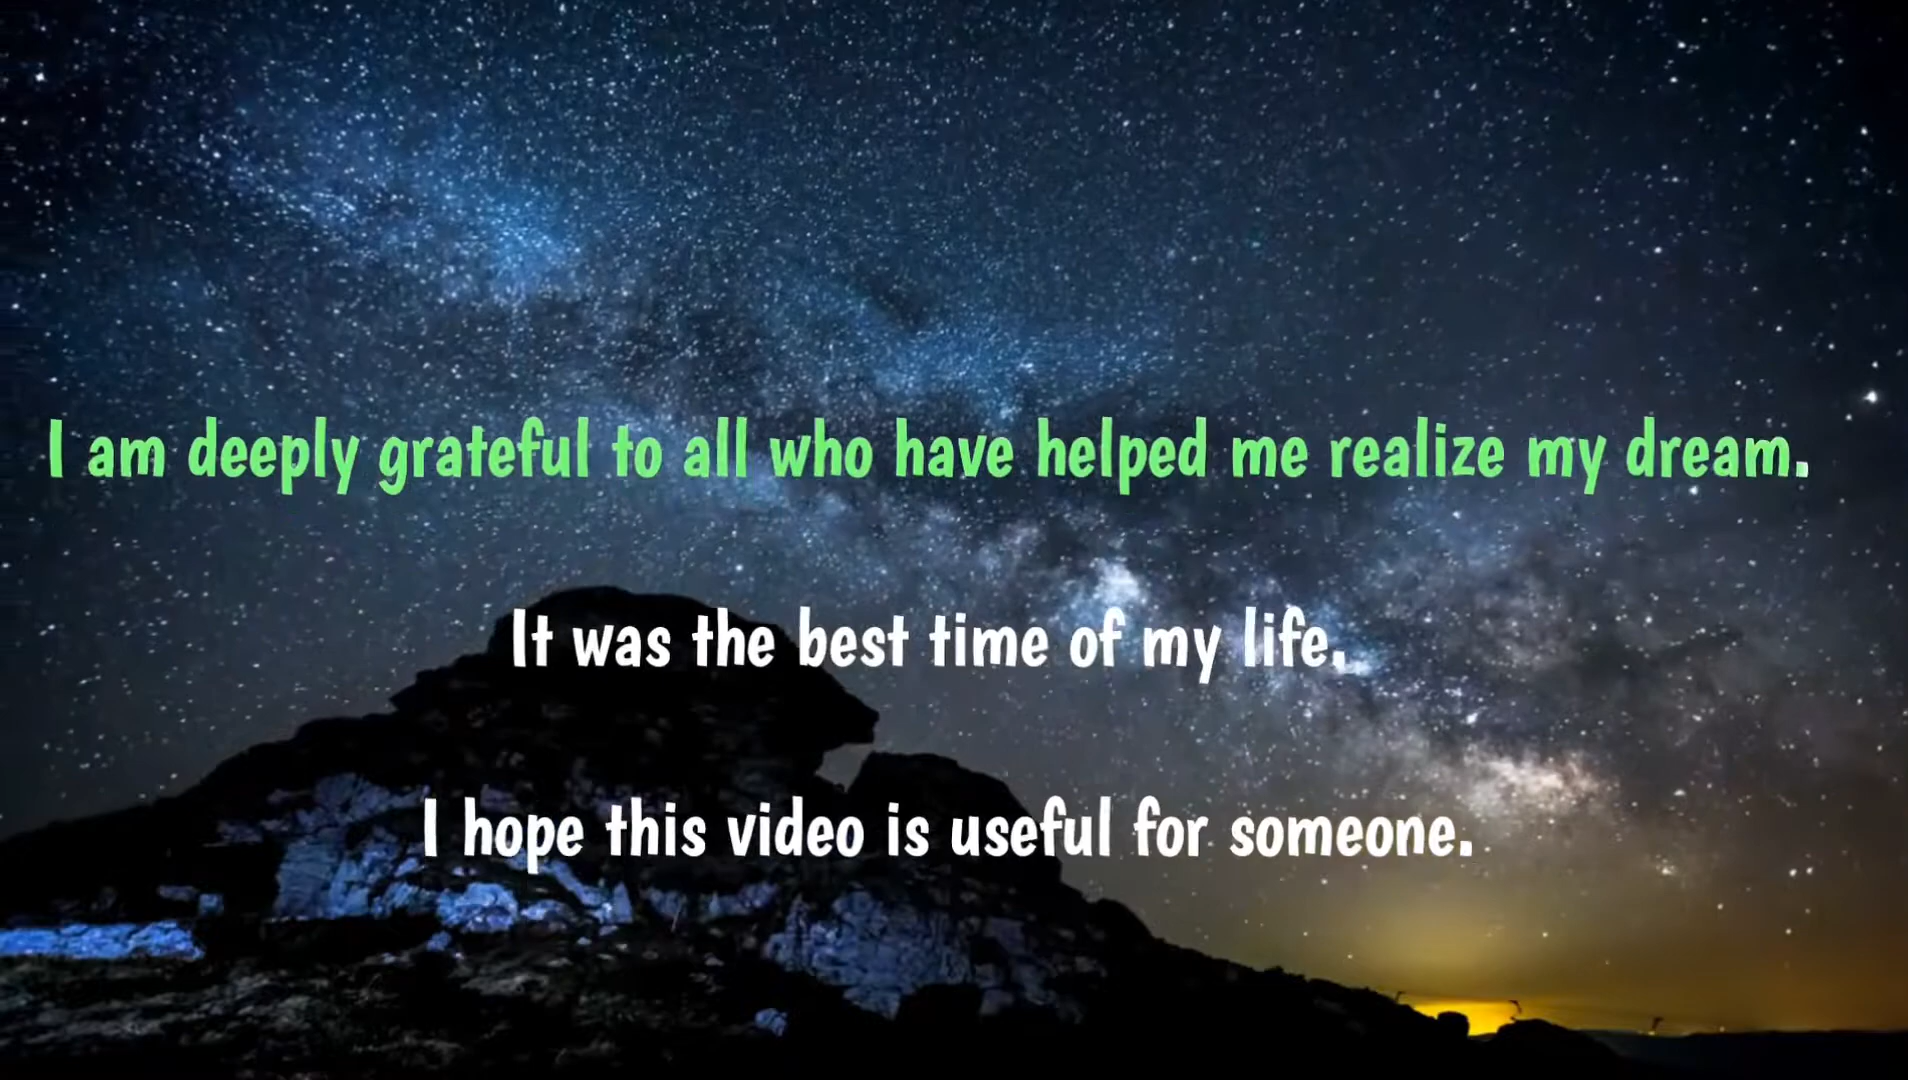 I am deeply grateful to all who have helped me realize my dream.
It was the best time of my life.
I hope this video is useful for someone.